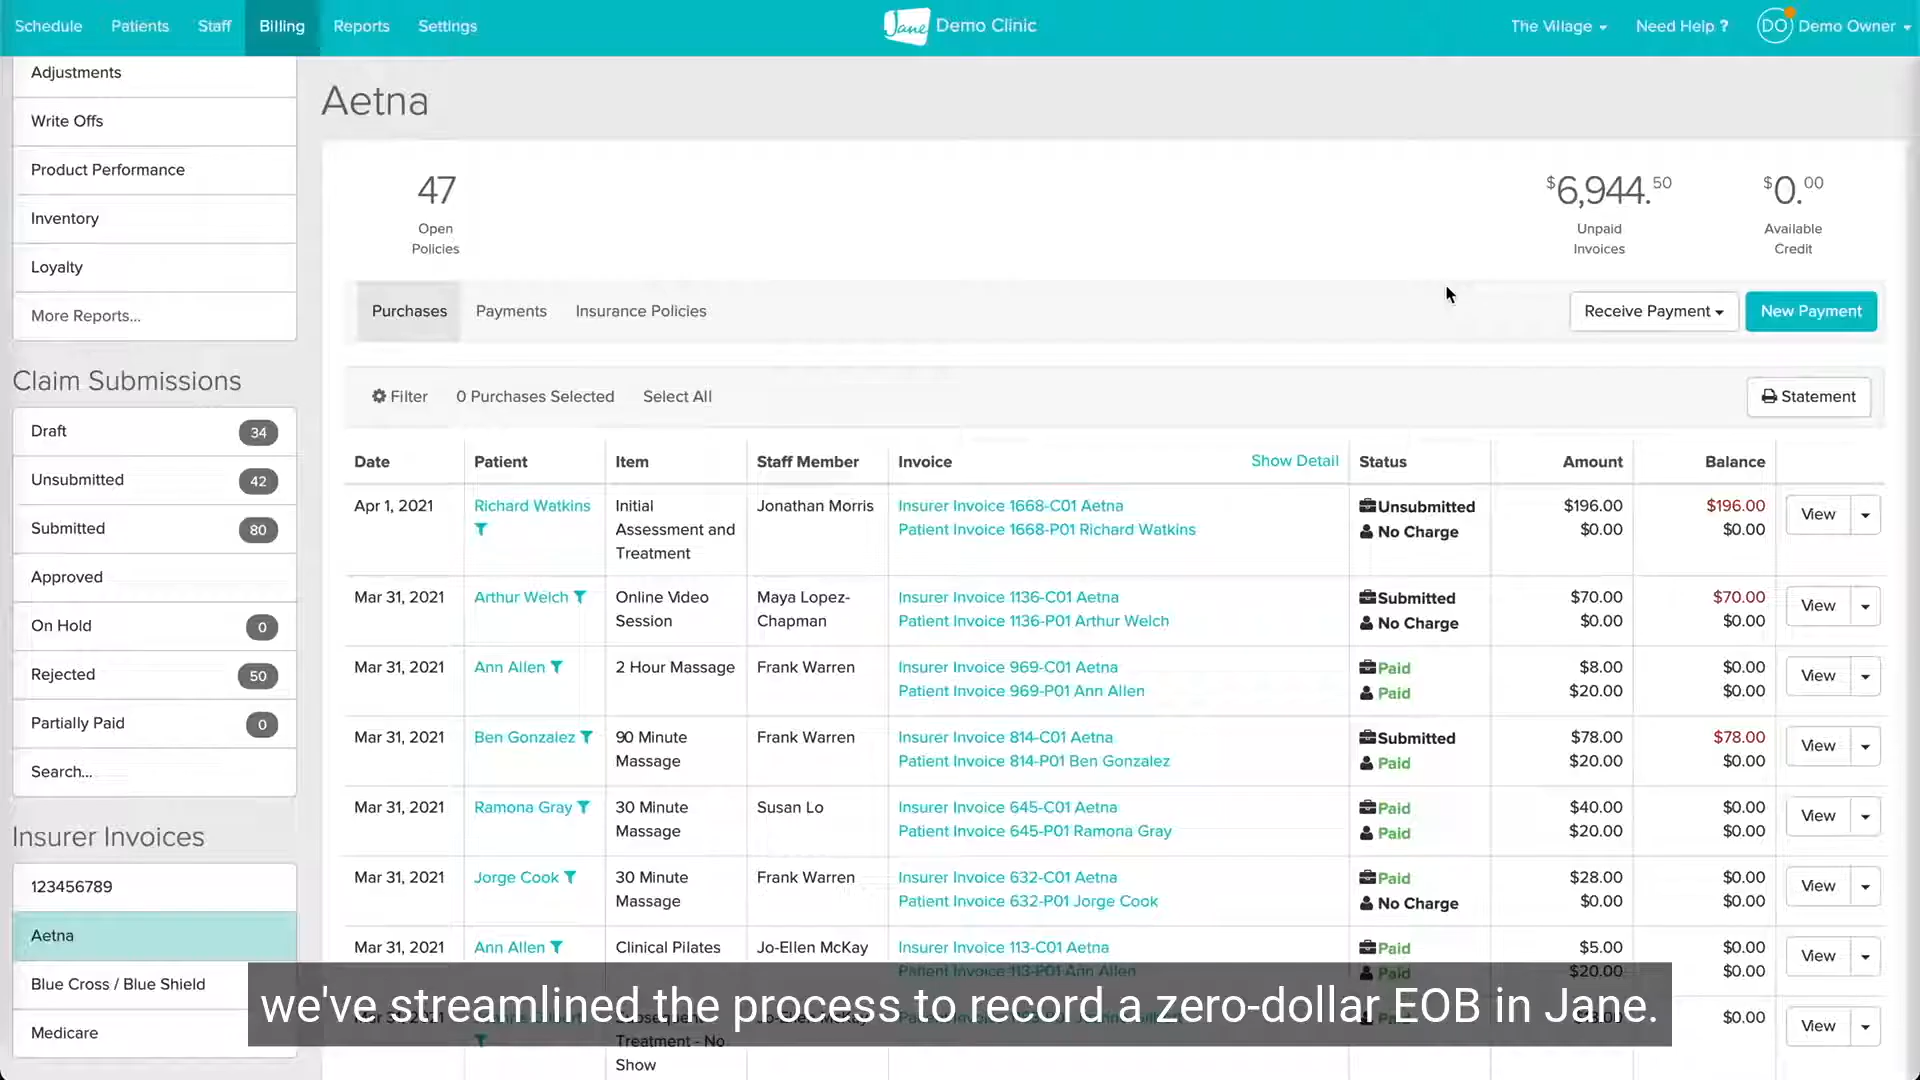 Schedule Patients Staff Billing Reports Settings
Jane Demo Clinic
The Village Need Help ? DO Demo Owner
Adjustments
Write Offs
Product Performance
Inventory
Loyalty
More Reports...
Claim Submissions
Draft 34
Unsubmitted 42
Submitted 80
Approved
On Hold 0
Rejected 50
Partially Paid 0
Search...
Insurer Invoices
123456789
Aetna
Blue Cross / Blue Shield
Medicare
Aetna
47
Open
Policies
$6,944.50
Unpaid
Invoices
$0.00
Available
Credit
Purchases Payments Insurance Policies
Receive Payment New Payment
Filter 0 Purchases Selected Select All Statement
Date Patient Item Staff Member Invoice Show Detail Status Amount Balance
Apr 1, 2021 Richard Watkins Initial Jonathan Morris Insurer Invoice 1668-C01 Aetna Unsubmitted $196.00 $196.00 View
Assessment and Patient Invoice 1668-P01 Richard Watkins No Charge $0.00 $0.00
Treatment
Mar 31, 2021 Arthur Welch Online Video Maya Lopez- Insurer Invoice 1136-C01 Aetna Submitted $70.00 $70.00 View
Session Chapman Patient Invoice 1136-P01 Arthur Welch No Charge $0.00 $0.00
Mar 31, 2021 Ann Allen 2 Hour Massage Frank Warren Insurer Invoice 969-C01 Aetna Paid $8.00 $0.00 View
Patient Invoice 969-P01 Ann Allen Paid $20.00 $0.00
Mar 31, 2021 Ben Gonzalez 90 Minute Frank Warren Insurer Invoice 814-C01 Aetna Submitted $78.00 $78.00 View
Massage Patient Invoice 814-P01 Ben Gonzalez Paid $20.00 $0.00
Mar 31, 2021 Ramona Gray 30 Minute Susan Lo Insurer Invoice 645-C01 Aetna Paid $40.00 $0.00 View
Massage Patient Invoice 645-P01 Ramona Gray Paid $20.00 $0.00
Mar 31, 2021 Jorge Cook 30 Minute Frank Warren Insurer Invoice 632-C01 Aetna Paid $28.00 $0.00 View
Massage Patient Invoice 632-P01 Jorge Cook No Charge $0.00 $0.00
Mar 31, 2021 Ann Allen Clinical Pilates Jo-Ellen McKay Insurer Invoice 113-C01 Aetna Paid $5.00 $0.00 View
Patient Invoice 113-P01 Ann Allen Paid $20.00 $0.00
we've streamlined the process to record a zero-dollar EOB in Jane.
$0.00 View
Treatment - No
Show